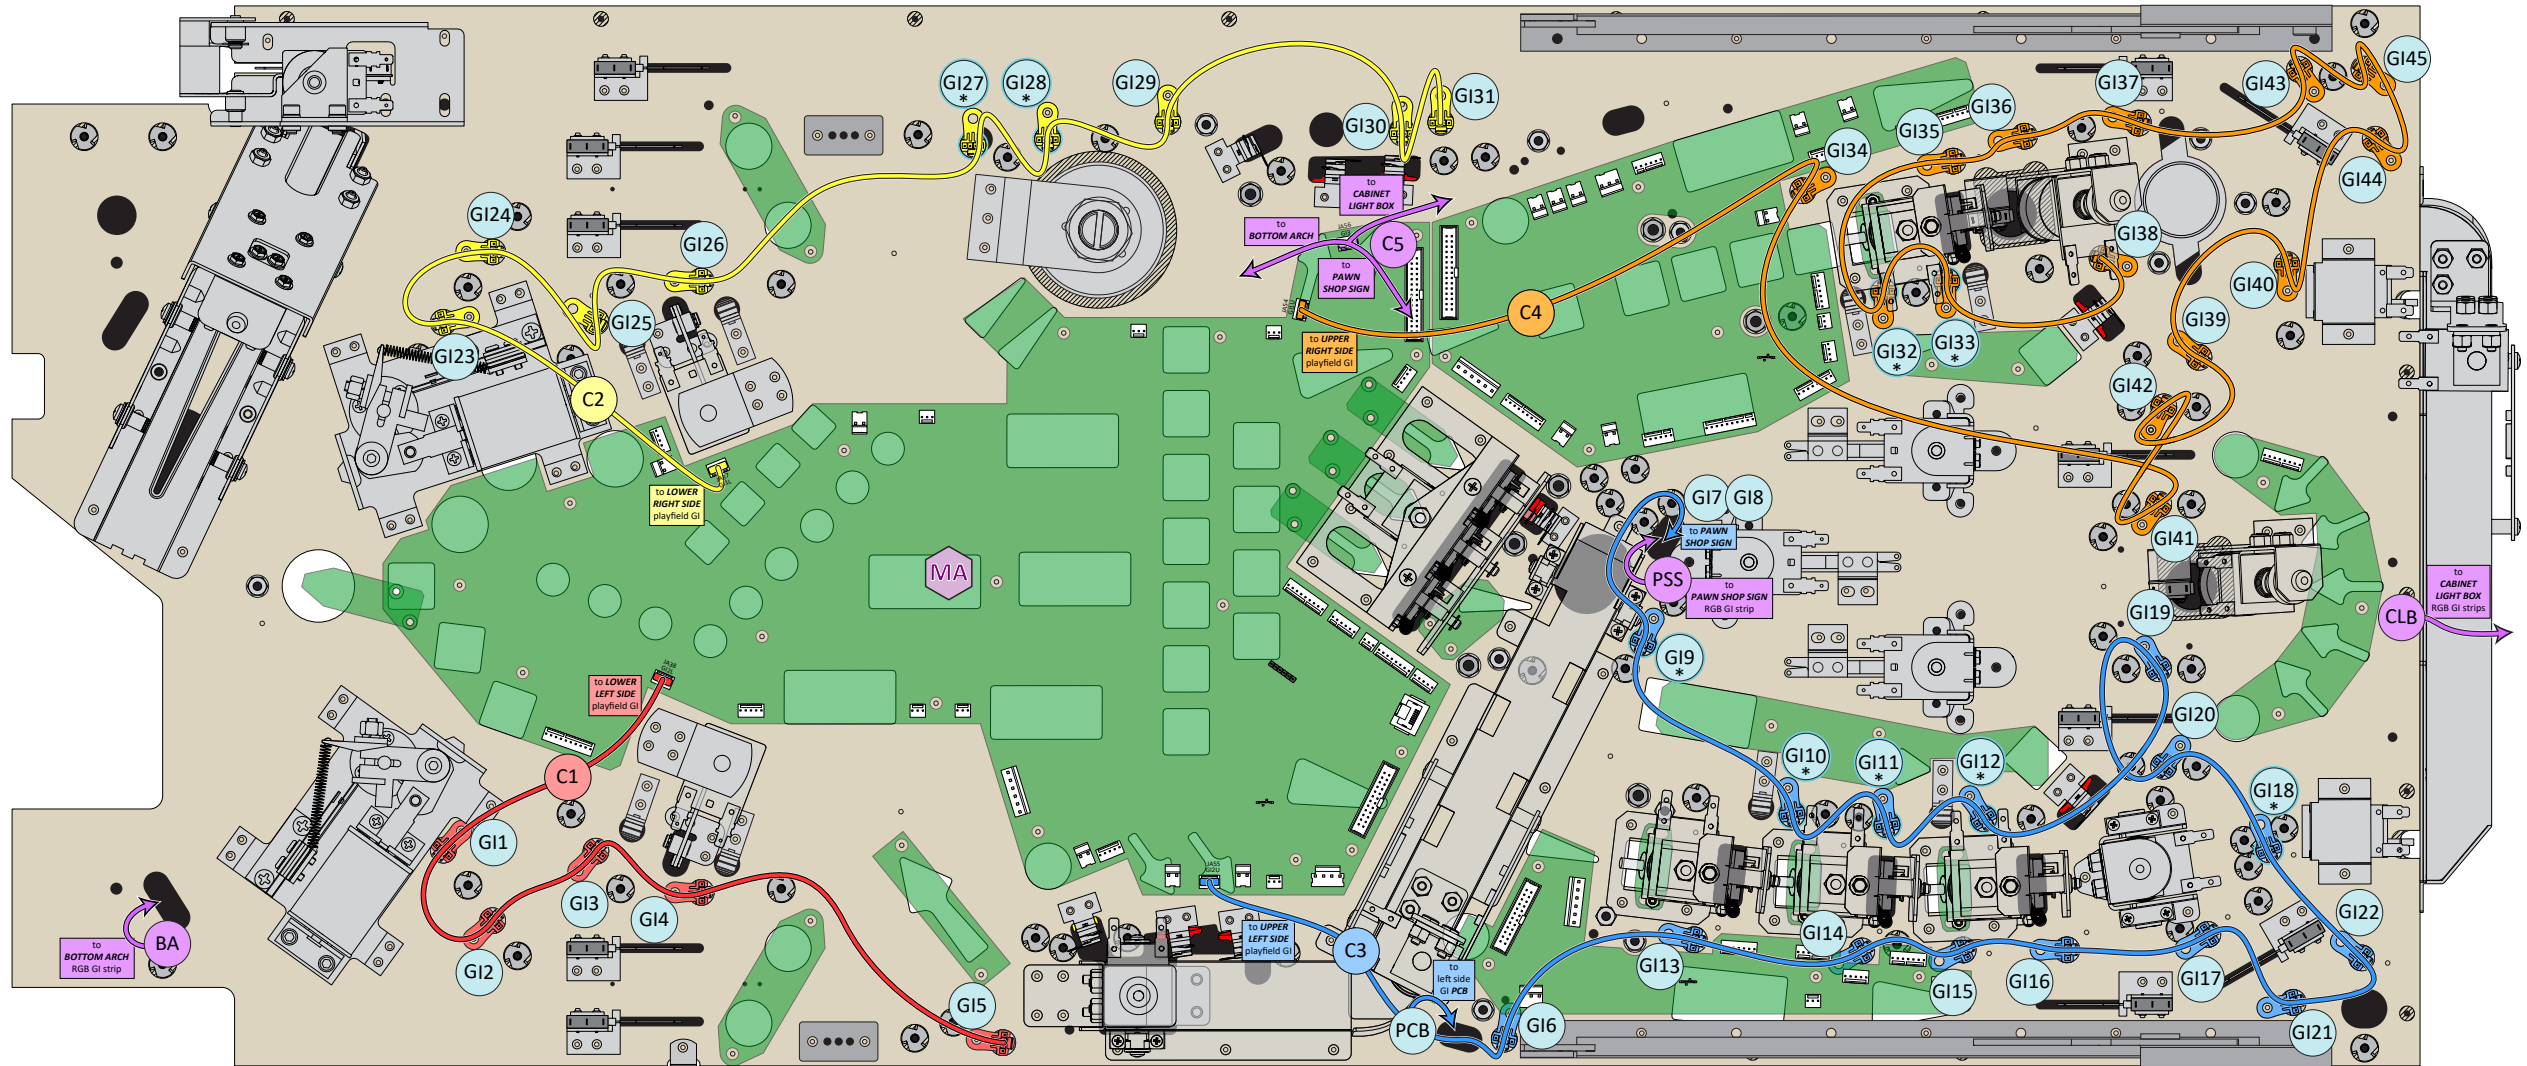 GI45
GI37
GI43
GI27
*
GI28
*
GI29
GI31
GI30
GI36
GI35
GI34
GI44
to
CABINET
LIGHT BOX
GI24
GI26
to
BOTTOM ARCH
JA56
C5
GI38
to
PAWN
SHOP SIGN
GI40
JA54
C4
GI25
GI39
GI23
to UPPER
RIGHT SIDE
playfield GI
GI32
*
GI33
*
GI42
C2
to LOWER
RIGHT SIDE
playfield GI
GI7
GI8
to PAWN
SHOP SIGN
GI41
MA
PSS
to
PAWN SHOP SIGN
RGB GI strip
to
CABINET
LIGHT BOX
RGB GI strips
GI19
CLB
GI9
*
JA38
to LOWER
LEFT SIDE
playfield GI
GI20
C1
GI10
*
GI11
*
GI12
*
GI18
*
GI1
JA55
GI2U
GI3
GI4
GI22
BA
to
BOTTOM ARCH
RGB GI strip
to UPPER
LEFT SIDE
playfield GI
C3
GI14
GI2
to
left side
GI PCB
GI13
GI15
GI16
GI17
GI5
PCB
GI6
GI21